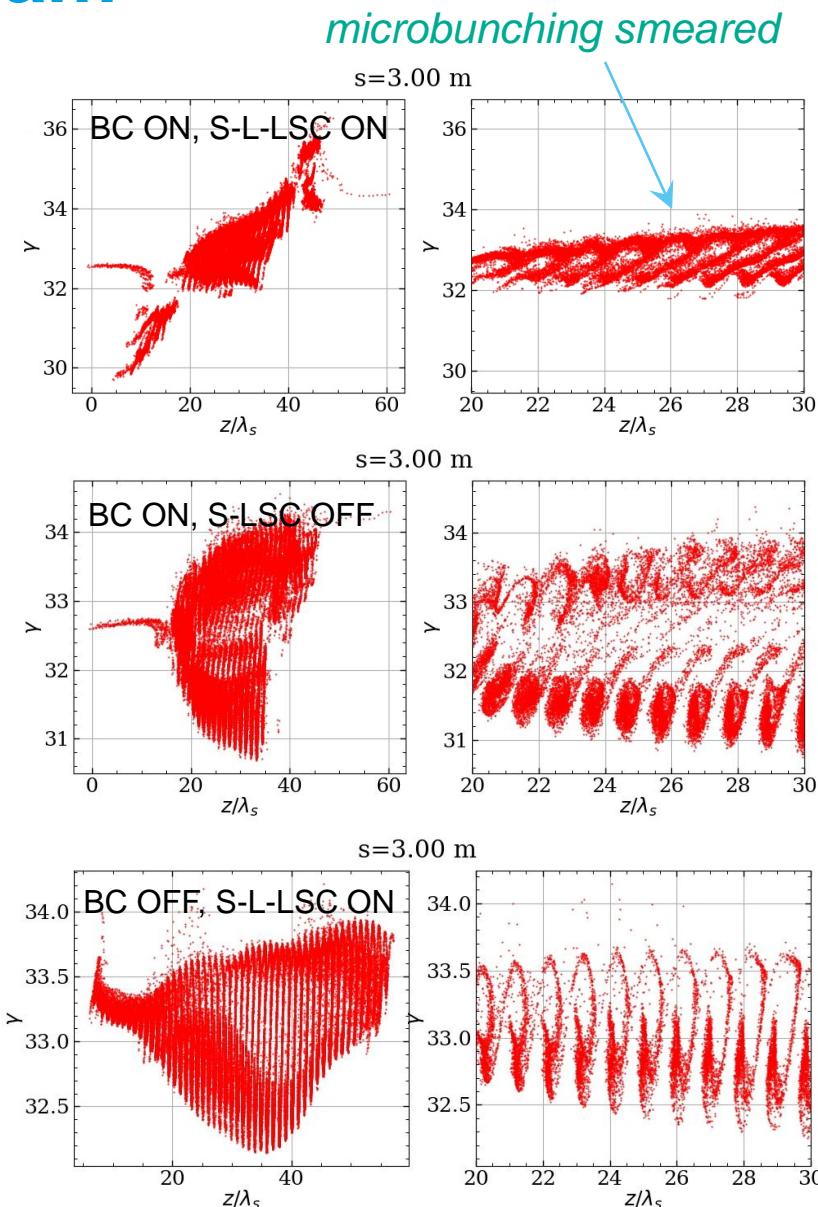 microbunching smeared
s=3.00 m
BC ON, S-L-LSC ON
36
34
32
30
γ
0 20 40 60
z/λs
36
34
32
30
γ
20 22 24 26 28 30
z/λs
s=3.00 m
BC ON, S-LSC OFF
34
33
32
31
γ
0 20 40 60
z/λs
34
33
32
31
γ
20 22 24 26 28 30
z/λs
s=3.00 m
BC OFF, S-L-LSC ON
34.0
33.5
33.0
32.5
γ
20 40
z/λs
34.0
33.5
33.0
32.5
γ
20 22 24 26 28 30
z/λs